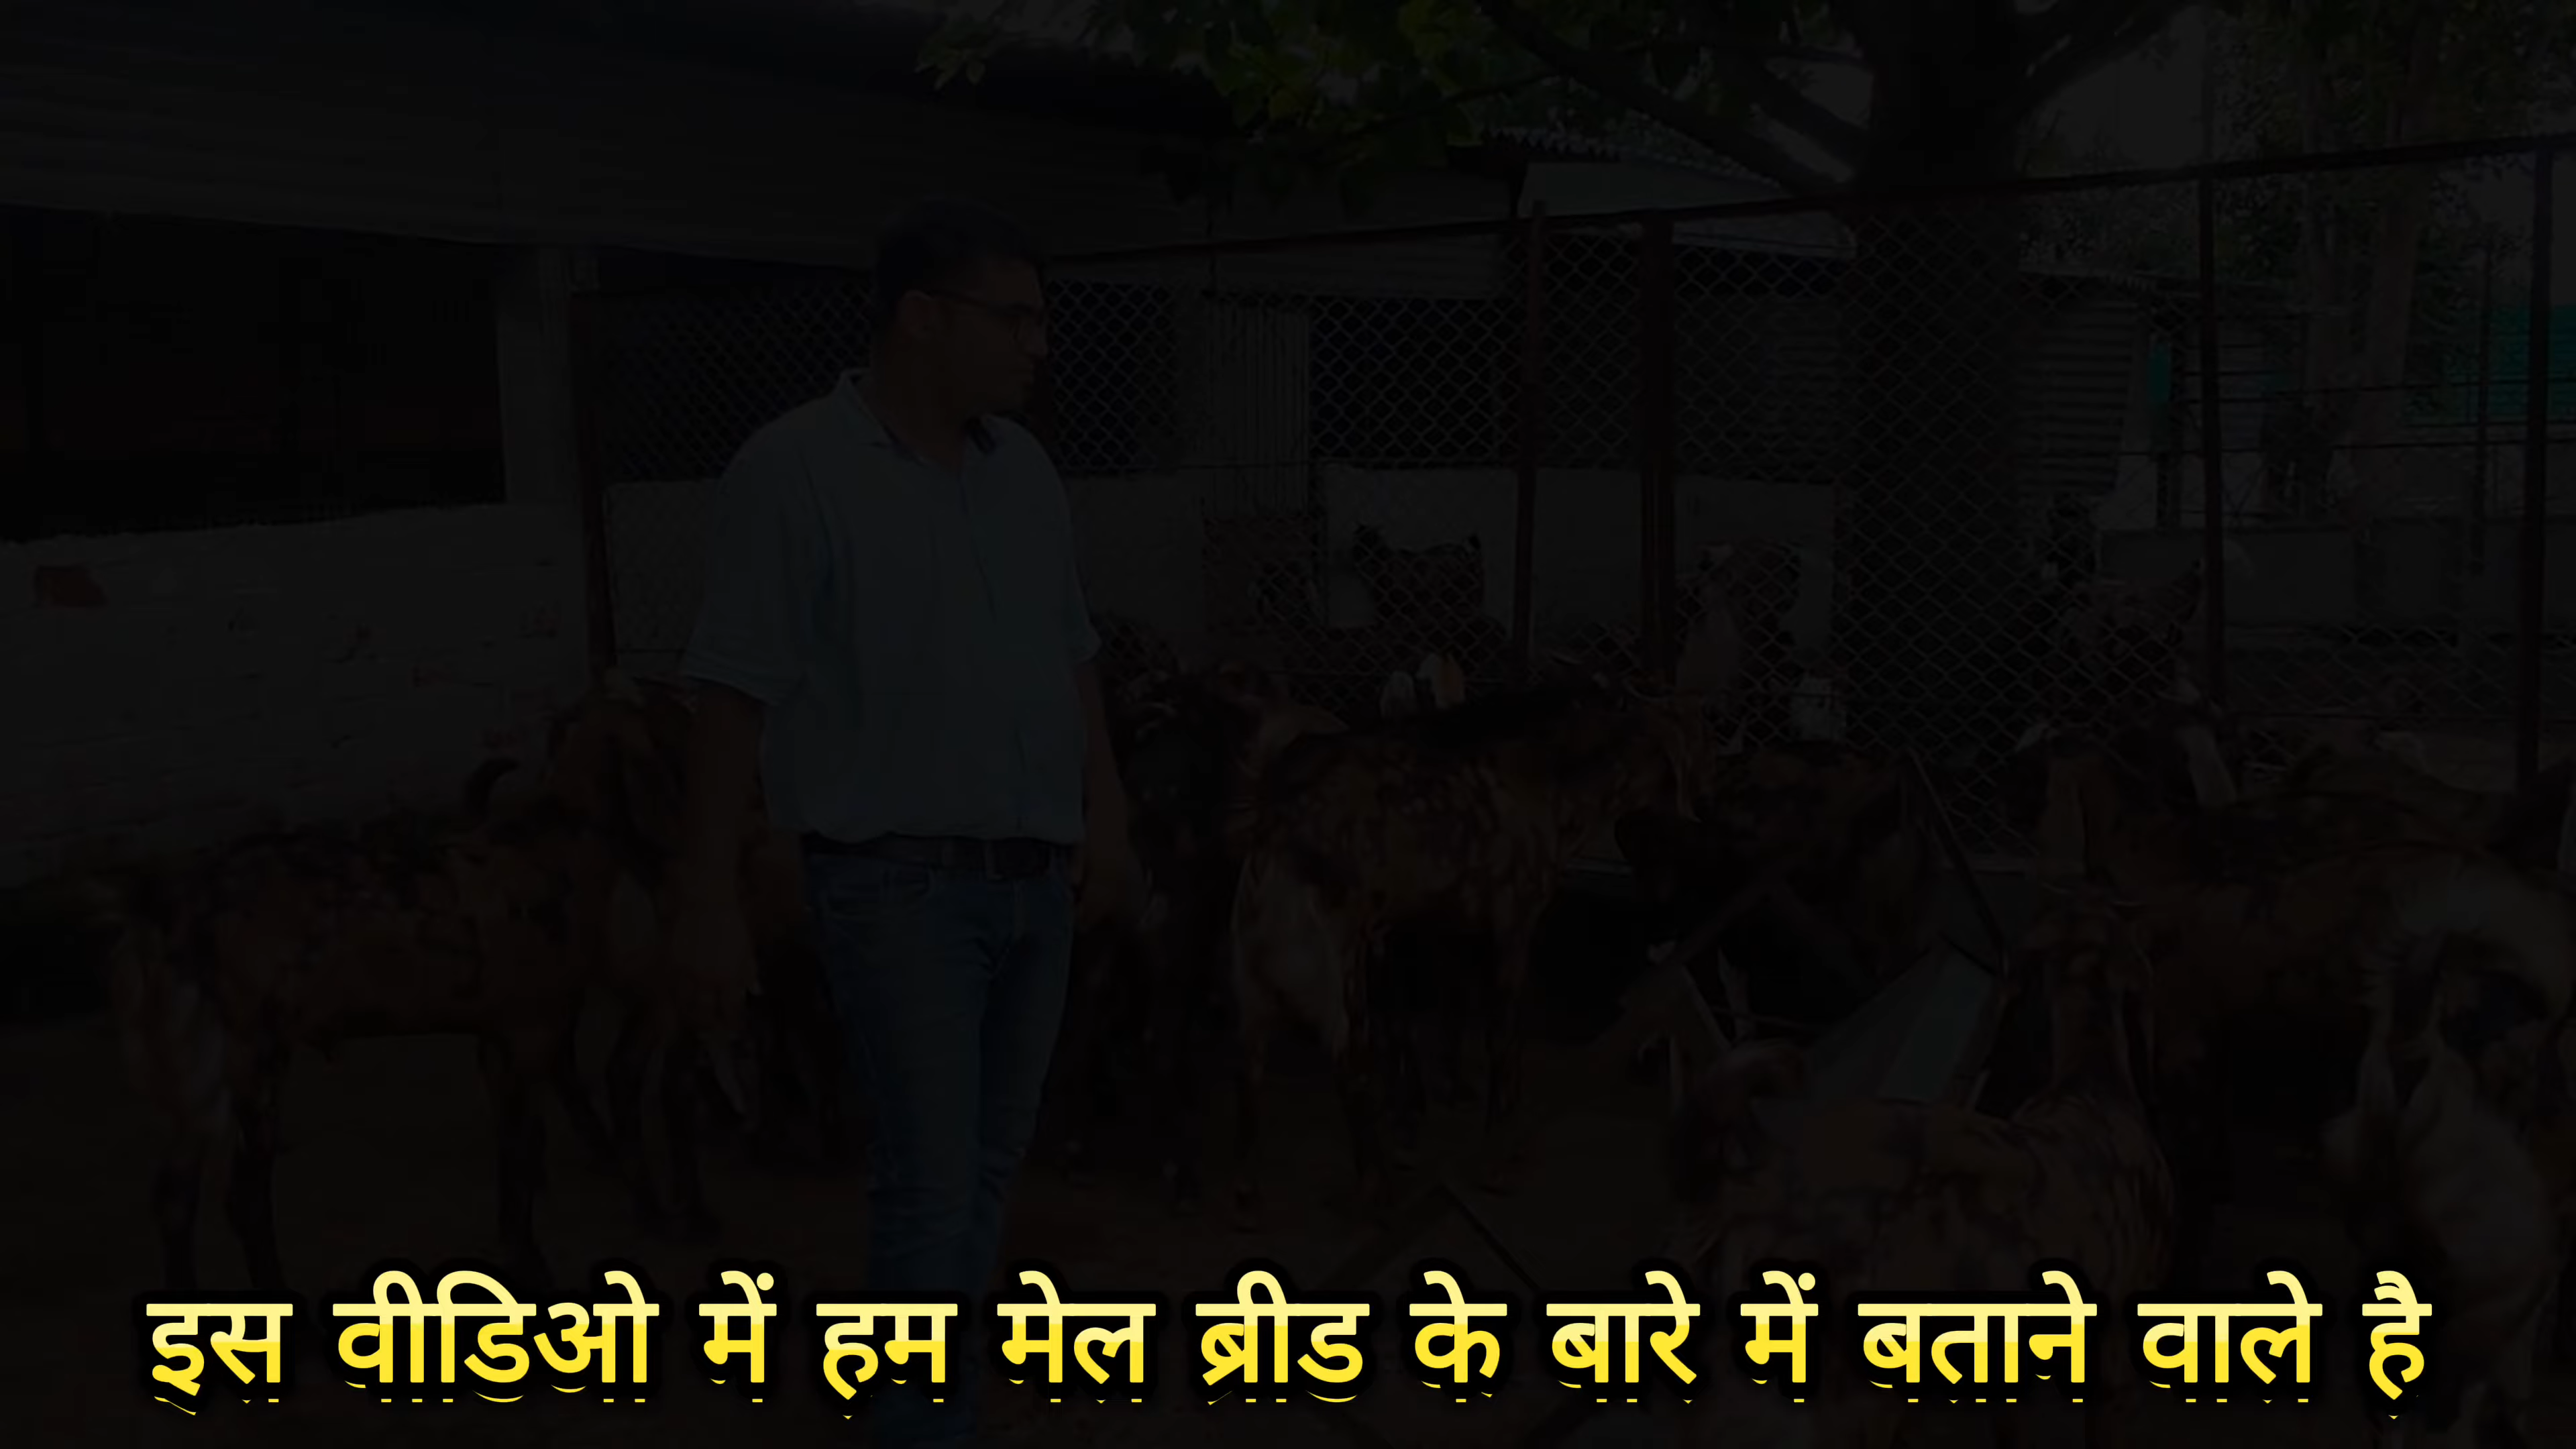 इस वीडिओ में हम मेल ब्रीड के बारे में बताने वाले है